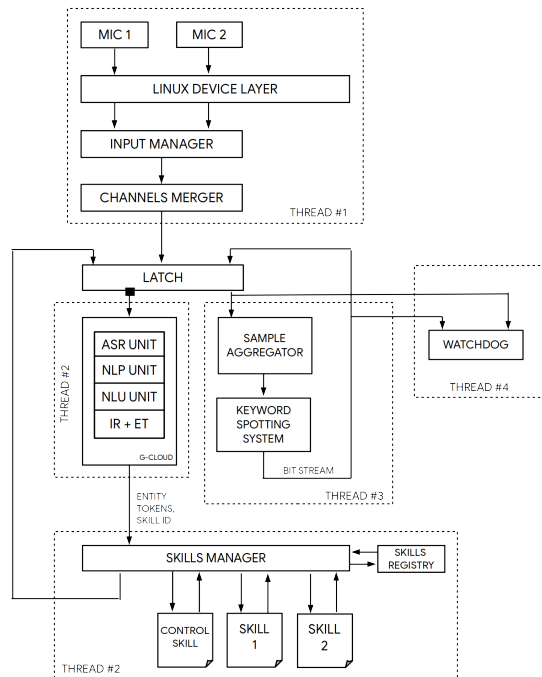 MIC 1
MIC 2
LINUX DEVICE LAYER
INPUT MANAGER
CHANNELS MERGER
THREAD #1
LATCH
THREAD #2
ASR UNIT
NLP UNIT
NLU UNIT
IR + ET
G-CLOUD
SAMPLE
AGGREGATOR
KEYWORD
SPOTTING
SYSTEM
BIT STREAM
THREAD #3
WATCHDOG
THREAD #4
ENTITY
TOKENS,
SKILL ID
SKILLS MANAGER
SKILLS
REGISTRY
CONTROL
SKILL
SKILL
1
SKILL
2
THREAD #2